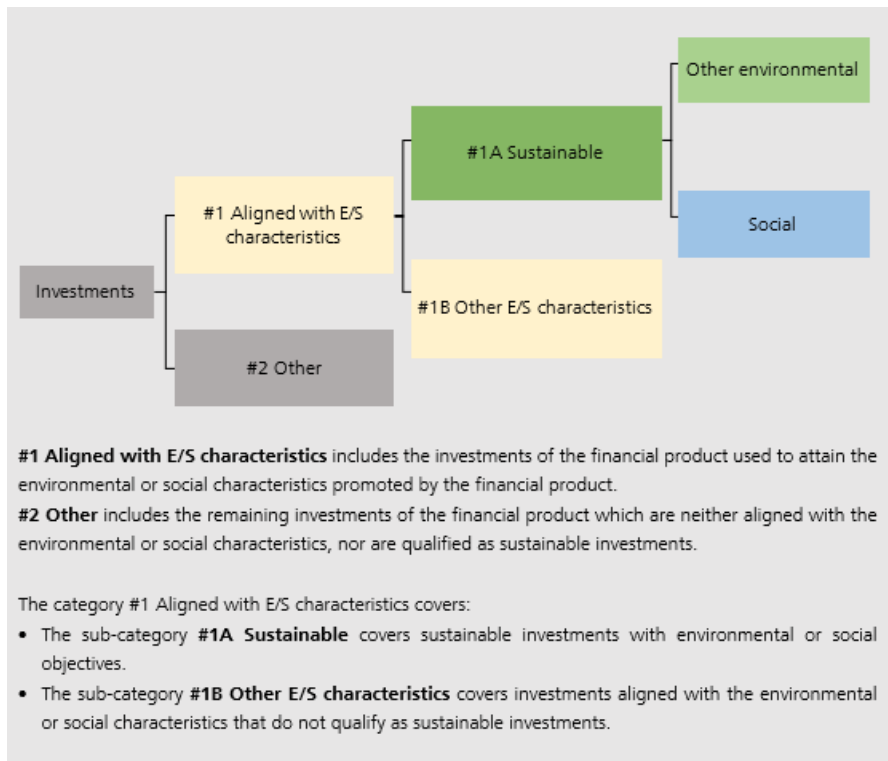 Other environmental
#1A Sustainable
#1 Aligned with E/S
characteristics
Social
Investments
#1B Other E/S characteristics
#2 Other
#1 Aligned with E/S characteristics includes the investments of the financial product used to attain the
environmental or social characteristics promoted by the financial product.
#2 Other includes the remaining investments of the financial product which are neither aligned with the
environmental or social characteristics, nor are qualified as sustainable investments.
The category #1 Aligned with E/S characteristics covers:
• The sub-category #1A Sustainable covers sustainable investments with environmental or social
objectives.
• The sub-category #1B Other E/S characteristics covers investments aligned with the environmental
or social characteristics that do not qualify as sustainable investments.